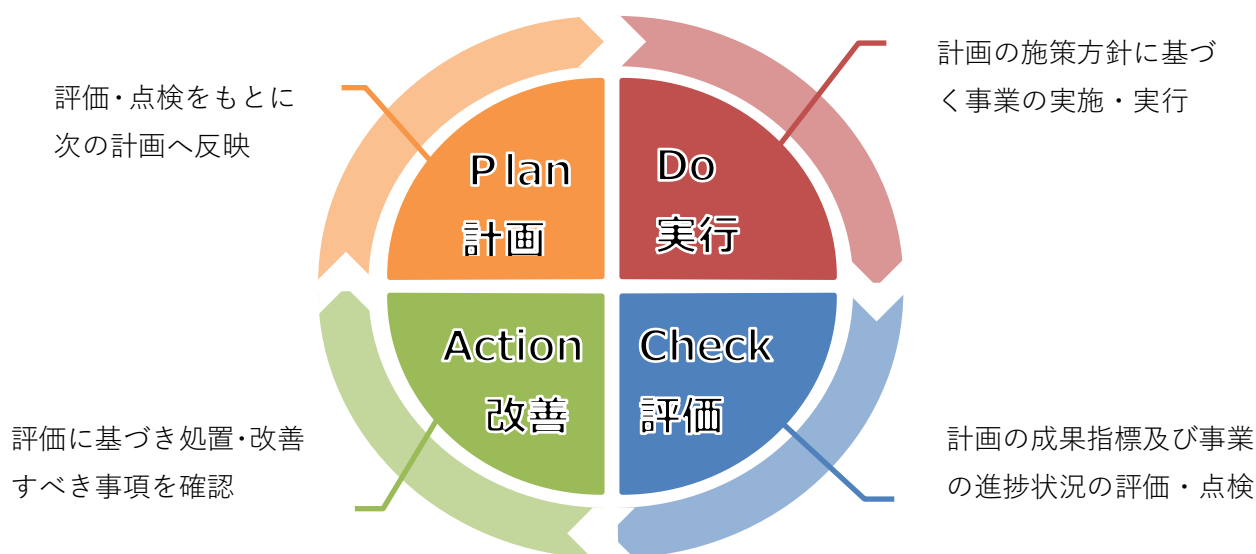 評価・点検をもとに
次の計画へ反映
Plan
計画
Do
実行
計画の施策方針に基づ
く事業の実施・実行
評価に基づき処置・改善
すべき事項を確認
Action
改善
Check
評価
計画の成果指標及び事業
の進捗状況の評価・点検